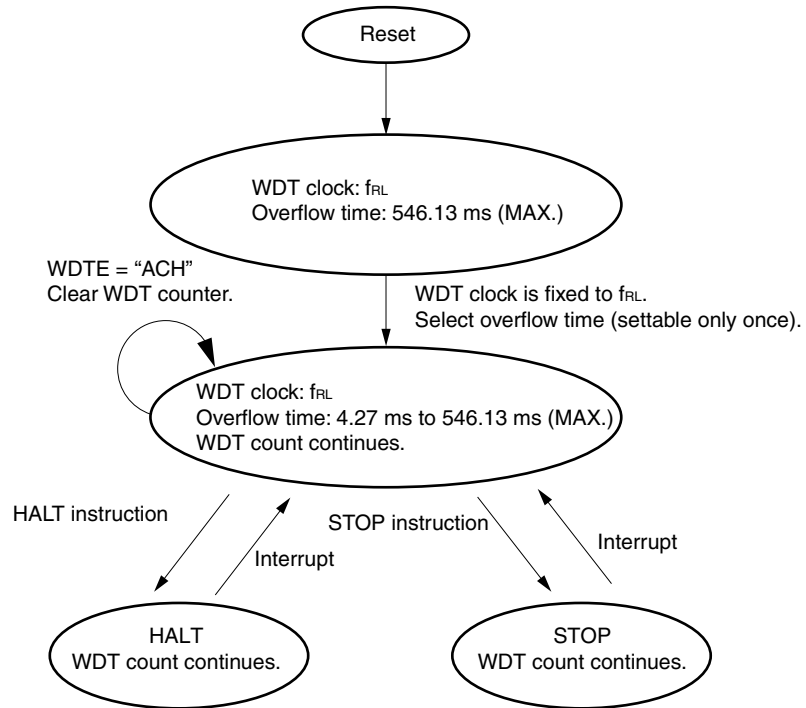 Reset
WDT clock: fRL
Overflow time: 546.13 ms (MAX.)
WDTE = “ACH”
Clear WDT counter.
WDT clock is fixed to fRL.
Select overflow time (settable only once).
WDT clock: fRL
Overflow time: 4.27 ms to 546.13 ms (MAX.)
WDT count continues.
HALT instruction
Interrupt
STOP instruction
Interrupt
HALT
WDT count continues.
STOP
WDT count continues.